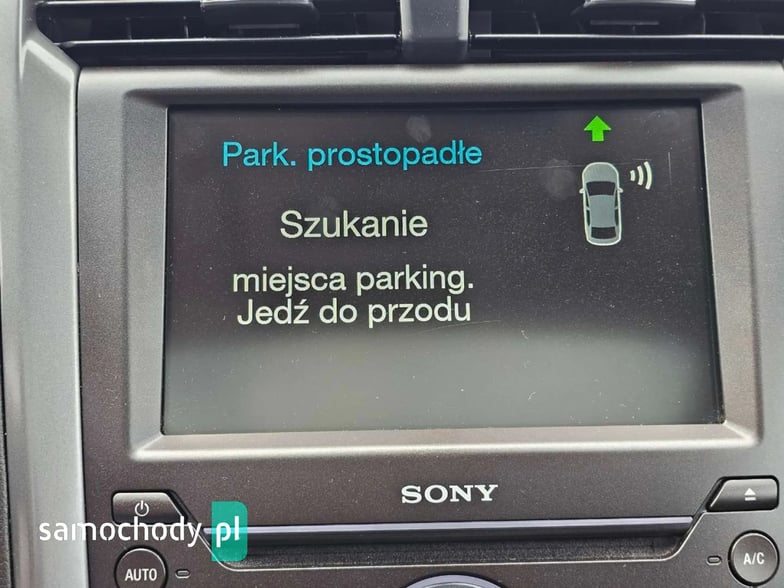 Park. prostopadłe
Szukanie
miejsca parking.
Jedź do przodu
SONY
samochody.pl
AUTO
A/C